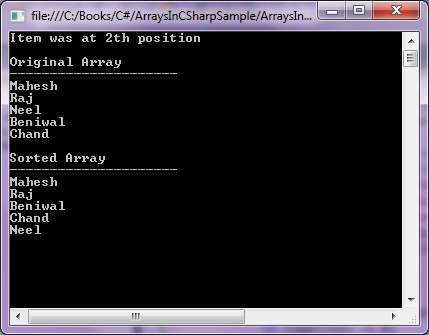 file:///C:/Books/C#/ArraysInCSharpSample/ArraysIn...
Item was at 2th position
Original Array
---------------------
Mahesh
Raj
Neel
Beniwal
Chand
Sorted Array
---------------------
Mahesh
Raj
Beniwal
Chand
Neel